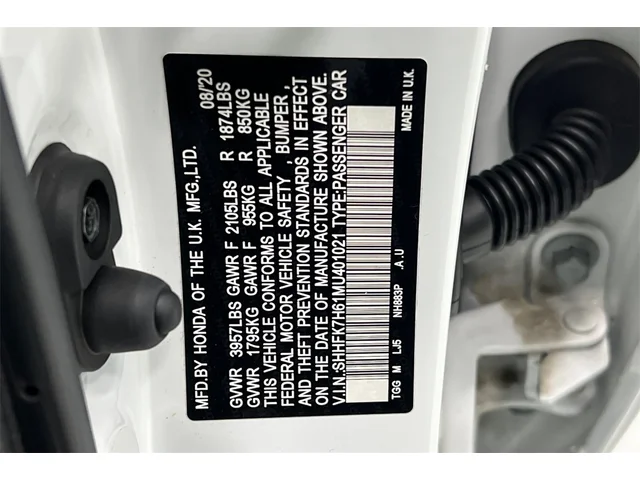 MFD.BY HONDA OF THE U.K. MFG.,LTD. 08/'20
GVWR 3957LBS GAWR F 2105LBS R 1874LBS
GVWR 1795KG GAWR F 955KG R 850KG
THIS VEHICLE CONFORMS TO ALL APPLICABLE
FEDERAL MOTOR VEHICLE SAFETY , BUMPER ,
AND THEFT PREVENTION STANDARDS IN EFFECT
ON THE DATE OF MANUFACTURE SHOWN ABOVE.
V.I.N.:SHHFK7H61MU401021 TYPE:PASSENGER CAR
TGG M LJ5 NH883P .A.U MADE IN U.K.